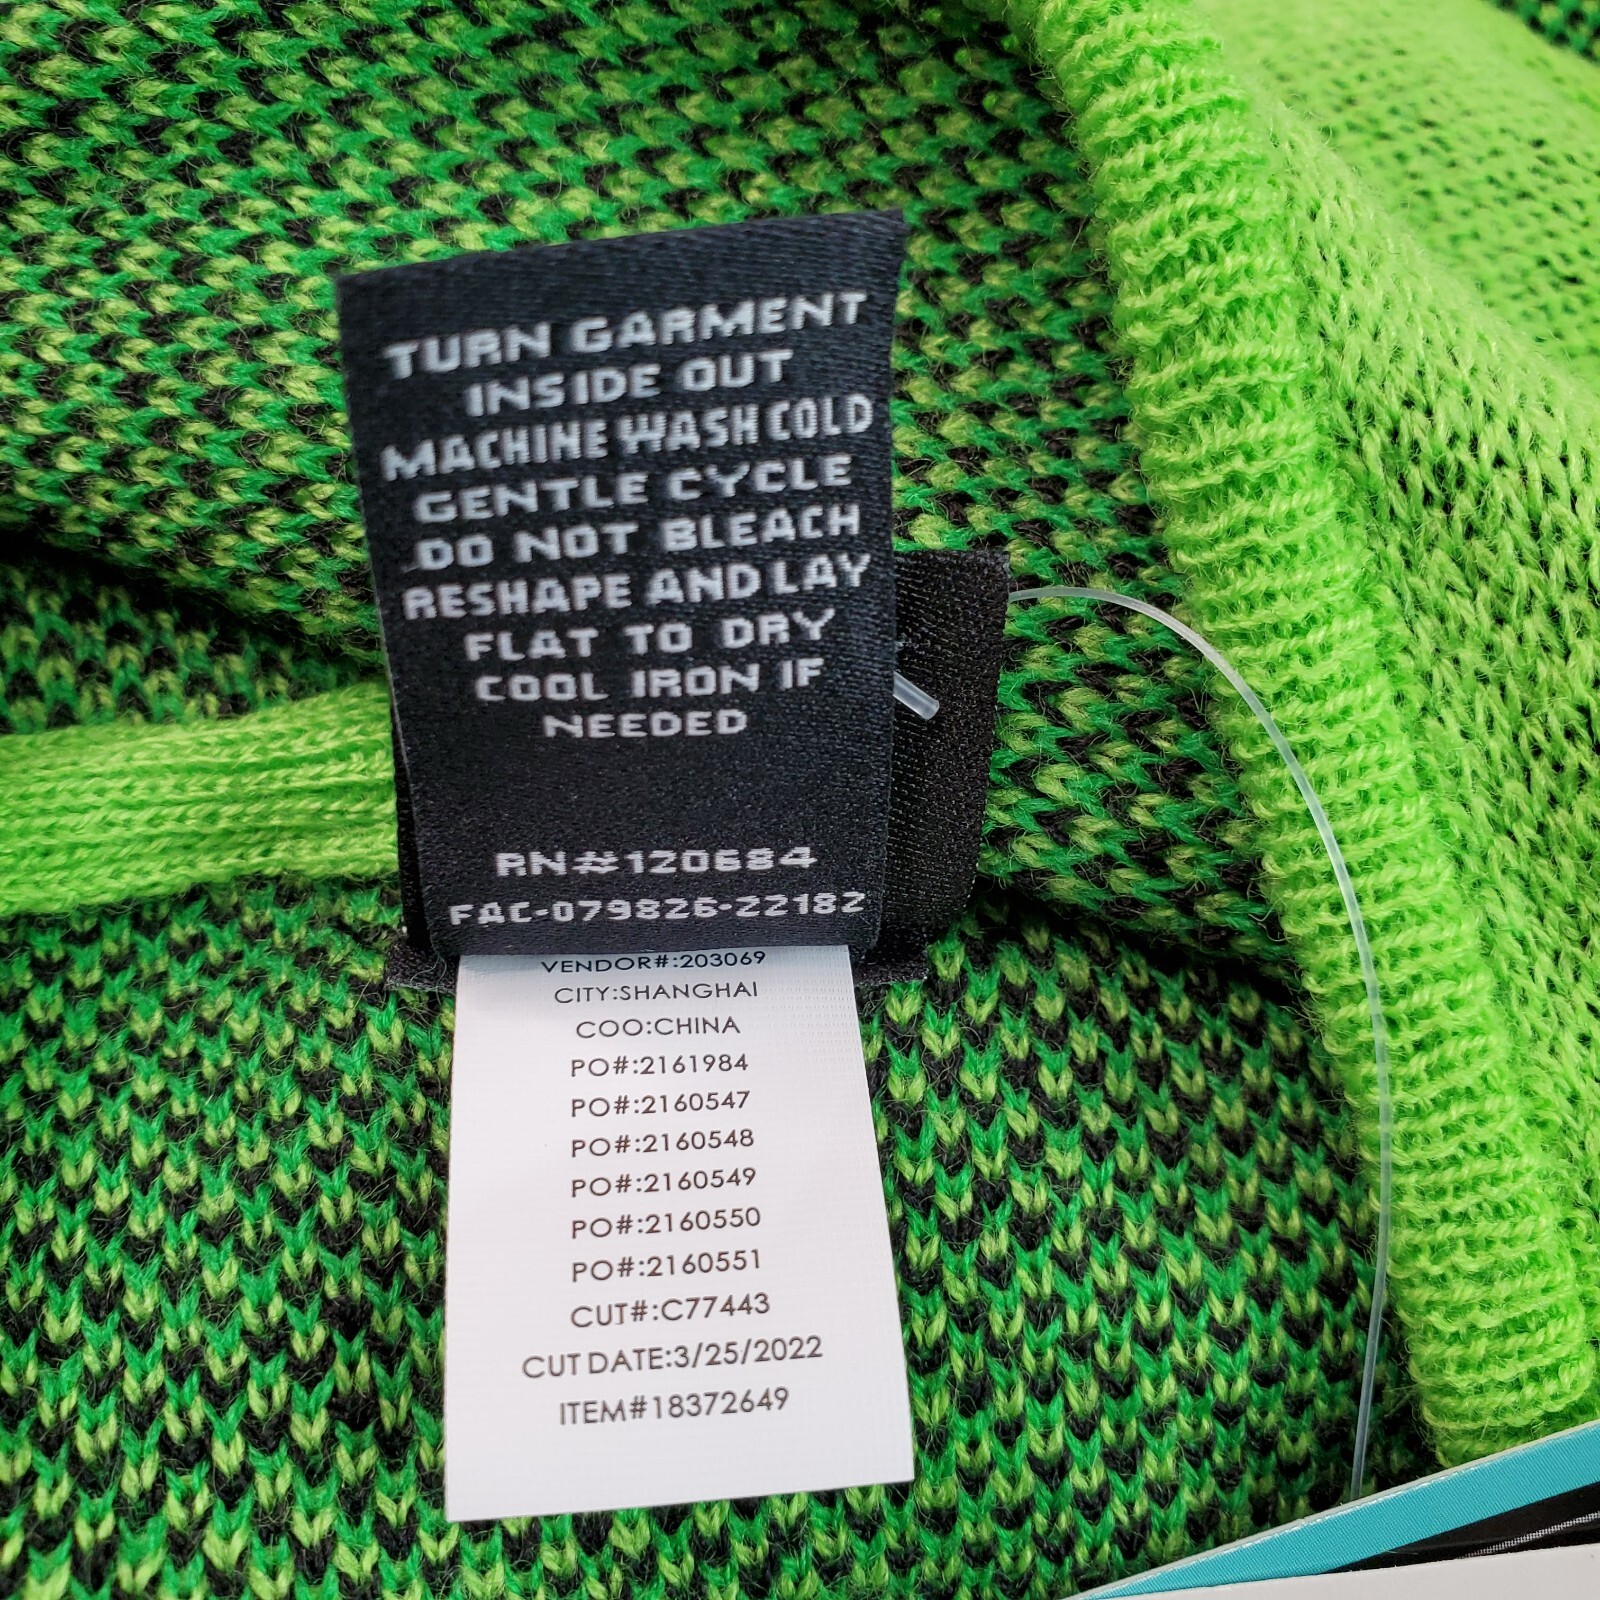 TURN GARMENT
INSIDE OUT
MACHINE WASH COLD
GENTLE CYCLE
DO NOT BLEACH
RESHAPE AND LAY
FLAT TO DRY
COOL IRON IF
NEEDED
RN#120684
FAC-079826-22182
VENDOR#:203069
CITY:SHANGHAI
COO:CHINA
PO#:2161984
PO#:2160547
PO#:2160548
PO#:2160549
PO#:2160550
PO#:2160551
CUT#:C77443
CUT DATE:3/25/2022
ITEM#18372649